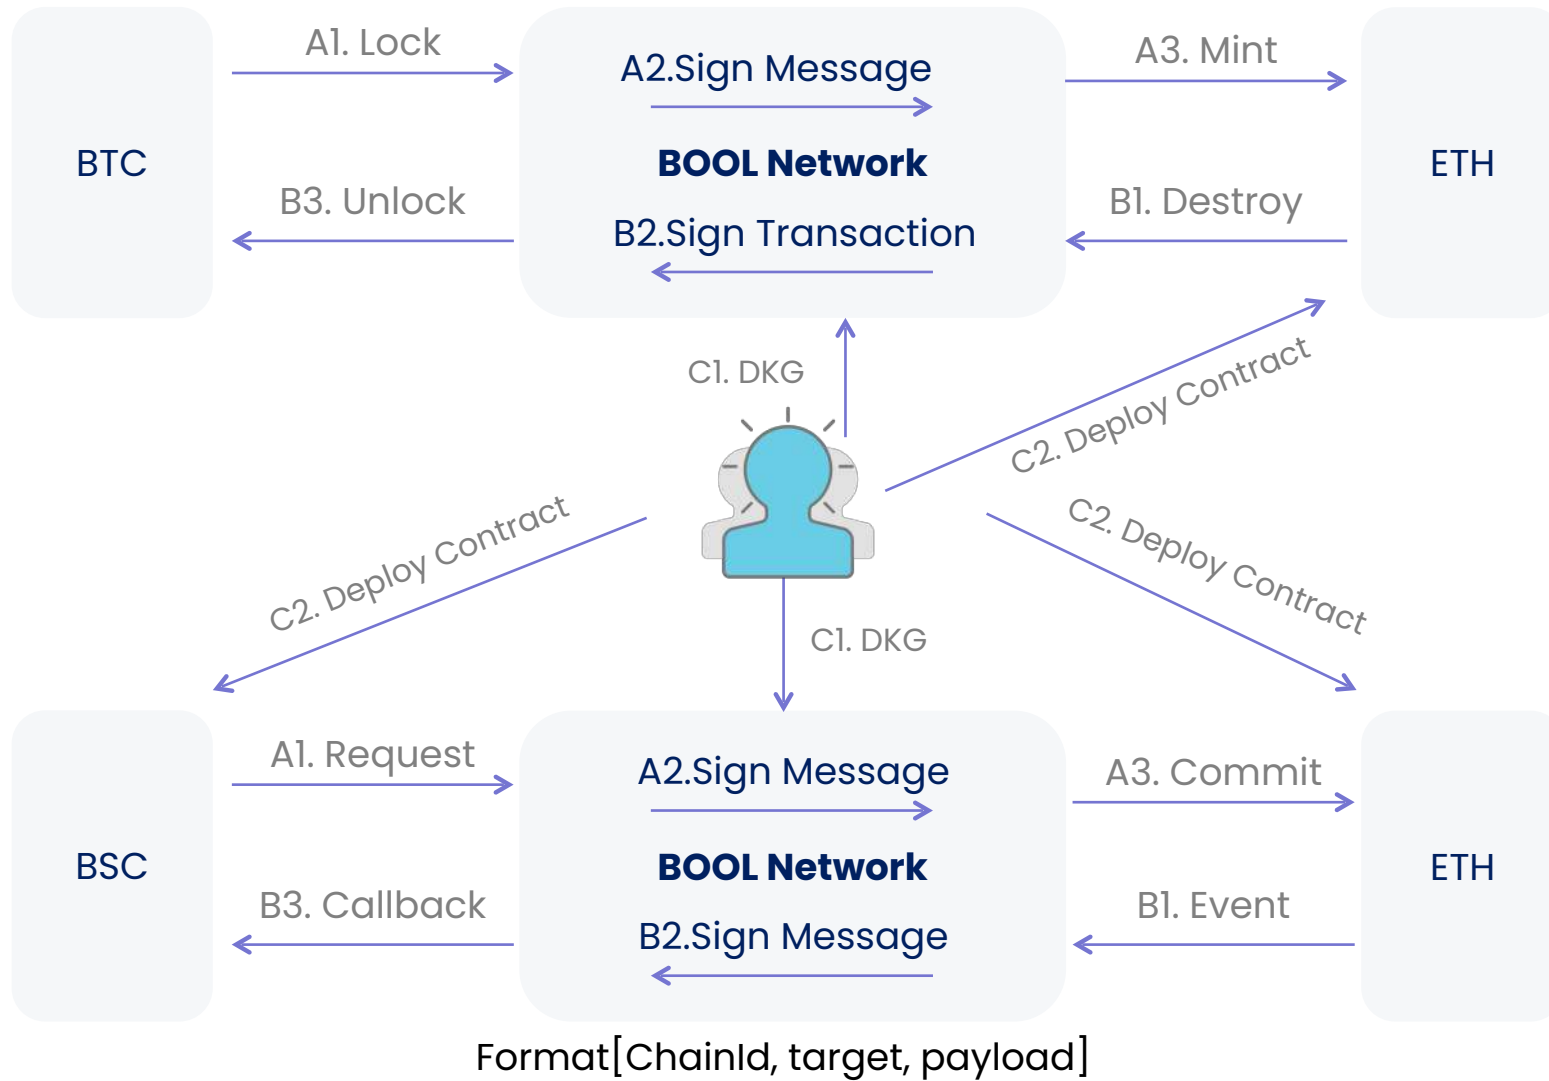 A1. Lock
A2.Sign Message
A3. Mint
BTC
BOOL Network
ETH
B3. Unlock
B2.Sign Transaction
B1. Destroy
C1. DKG
C2. Deploy Contract
C2. Deploy Contract
C2. Deploy Contract
C1. DKG
A1. Request
A2.Sign Message
A3. Commit
BSC
BOOL Network
ETH
B3. Callback
B2.Sign Message
B1. Event
Format[ChainId, target, payload]